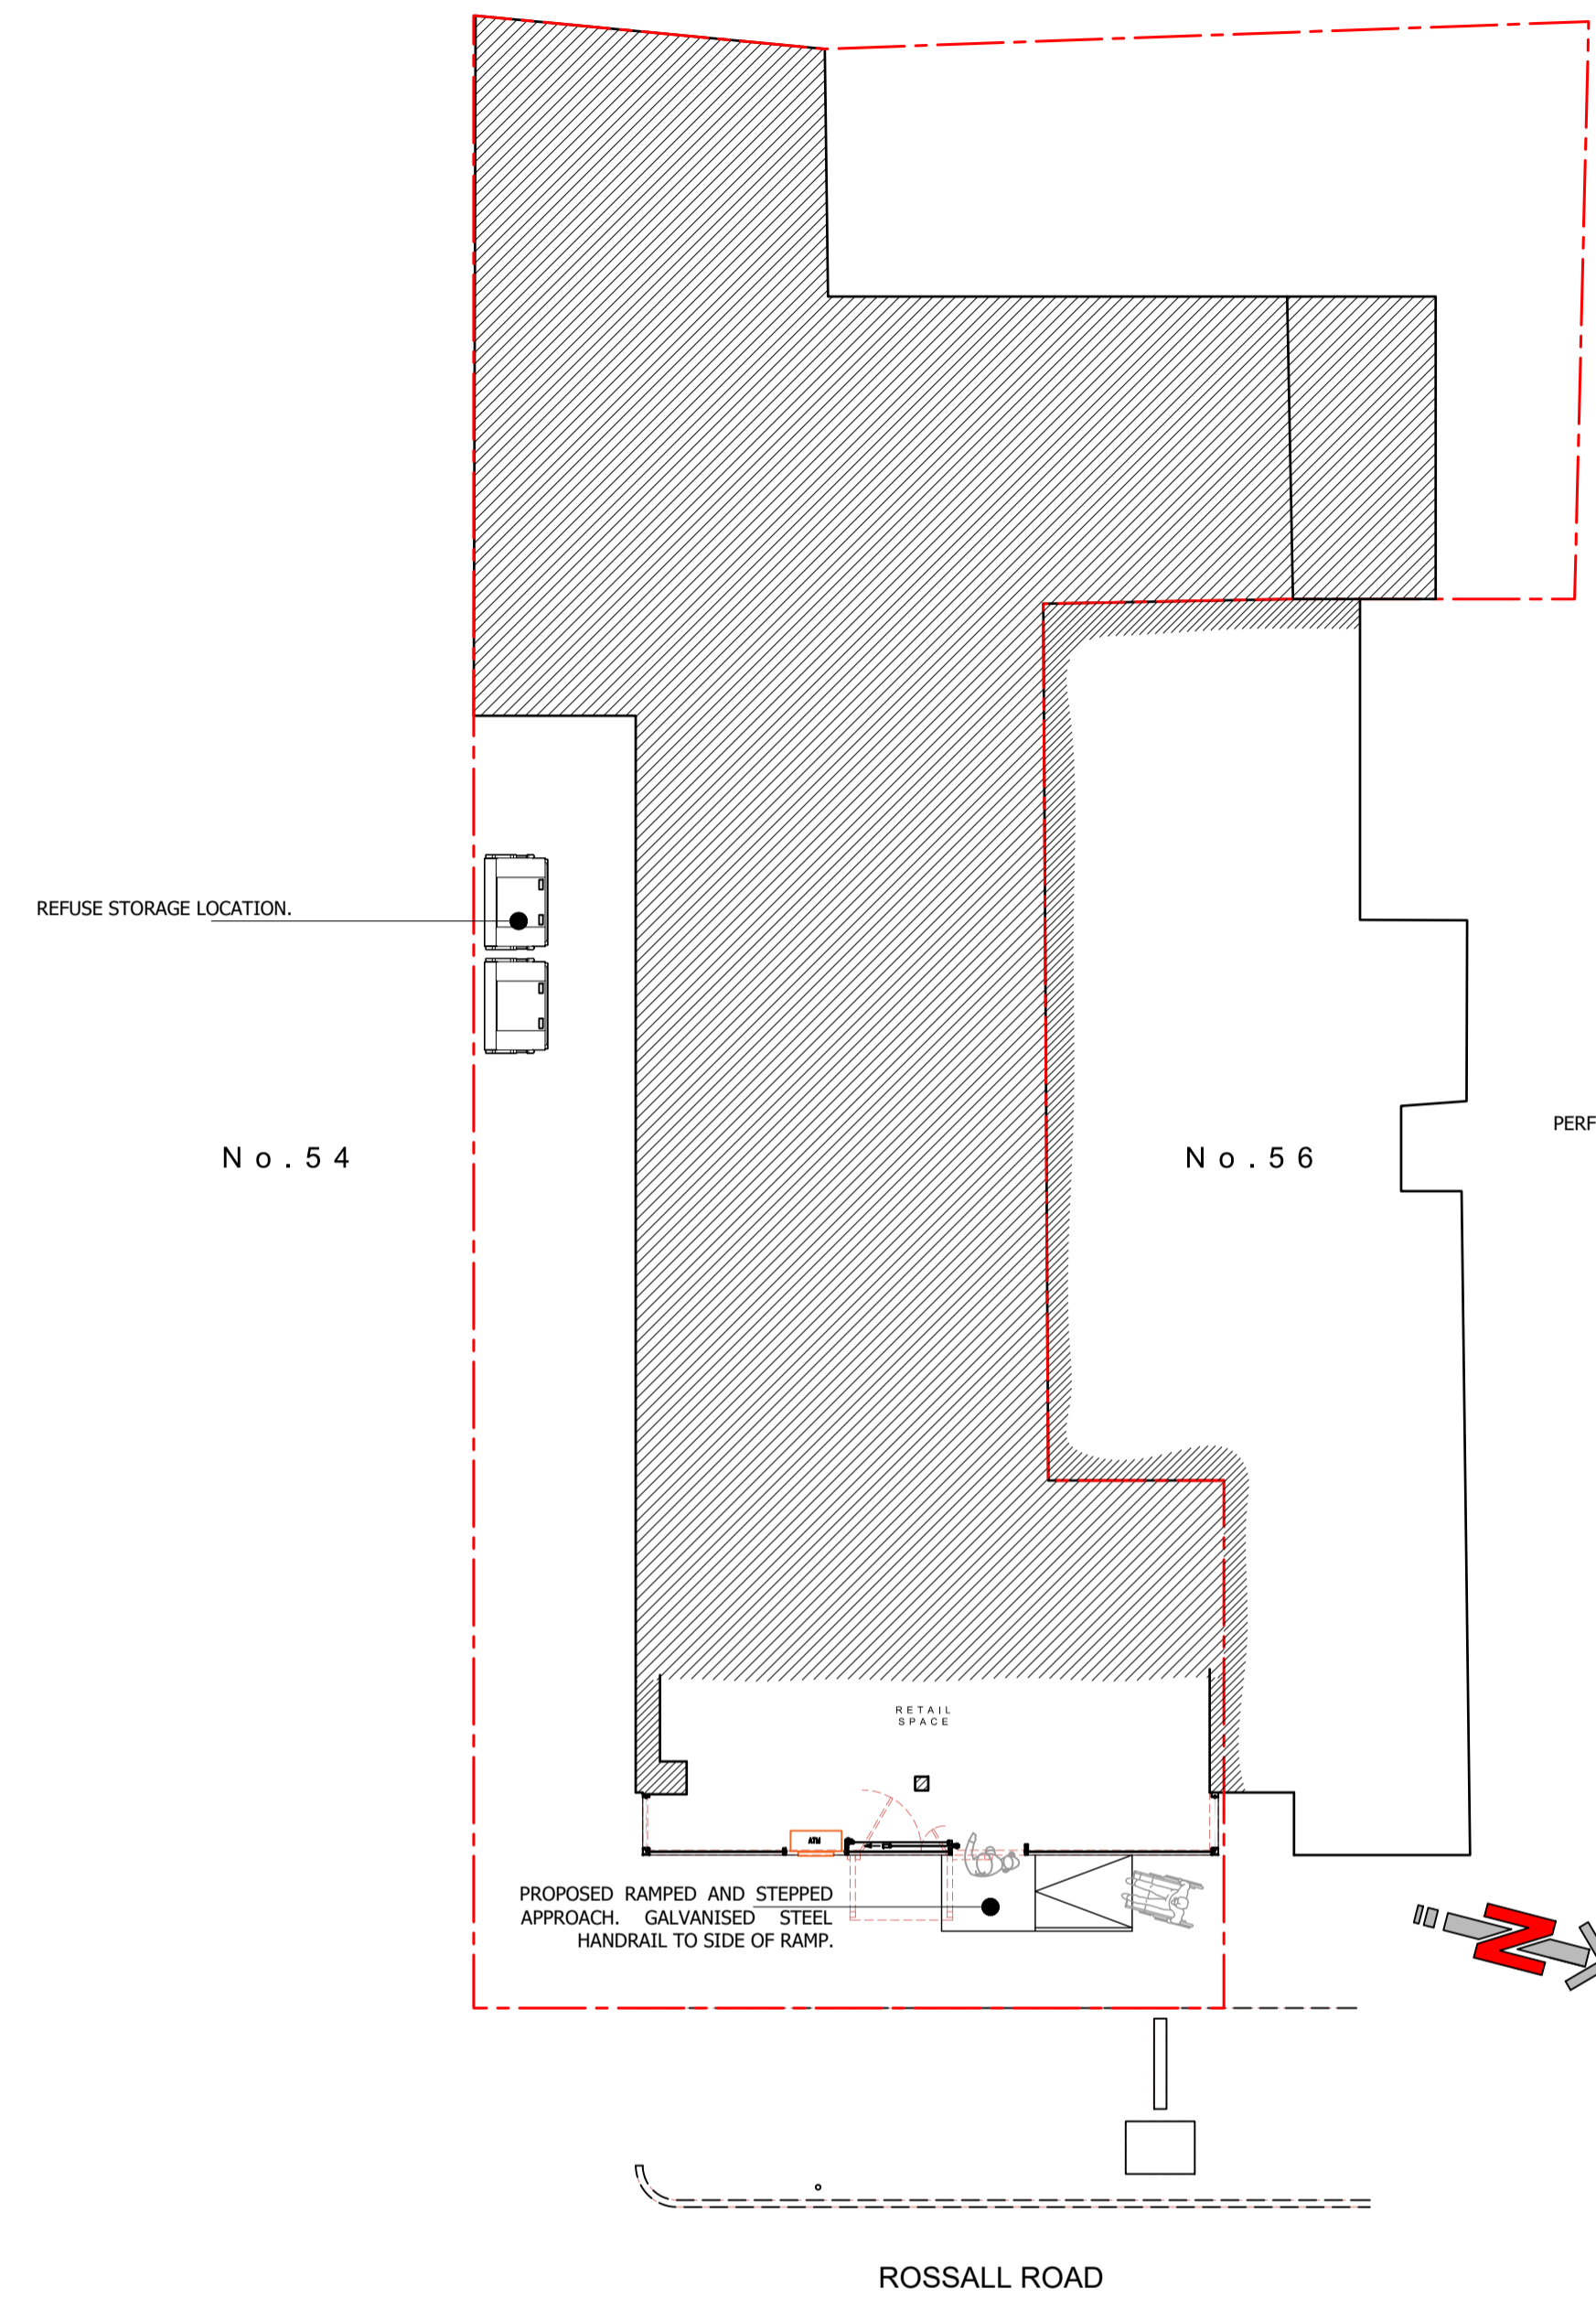 REFUSE STORAGE LOCATION.
No.54
No.56
PERF
RETAIL
SPACE
ATM
PROPOSED RAMPED AND STEPPED
APPROACH. GALVANISED STEEL
HANDRAIL TO SIDE OF RAMP.
N
ROSSALL ROAD